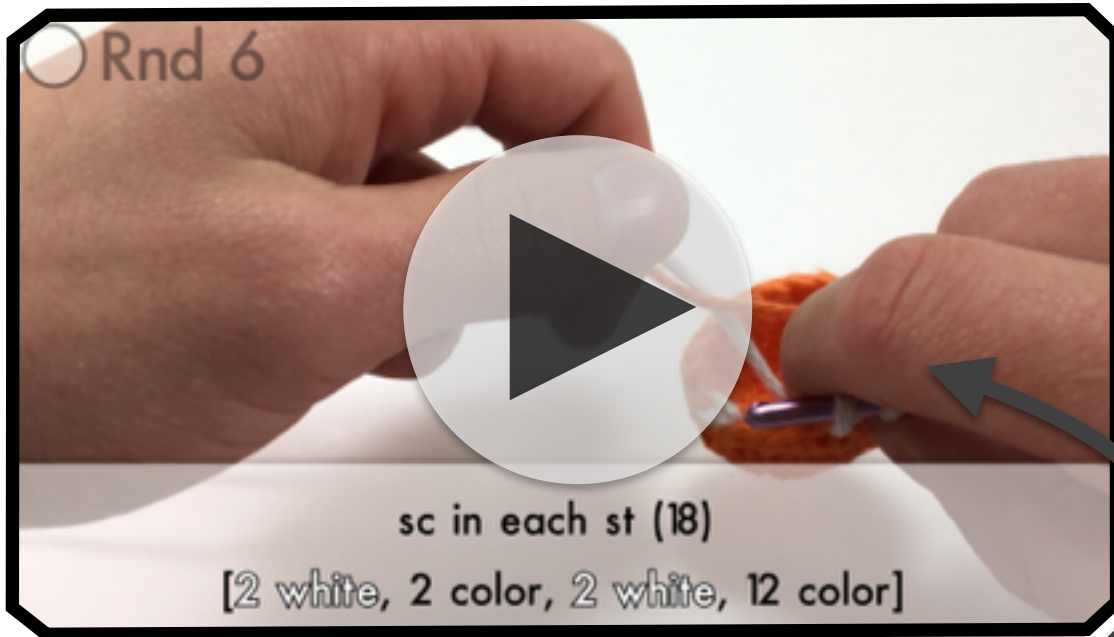 Rnd 6
sc in each st (18)
[2 white, 2 color, 2 white, 12 color]